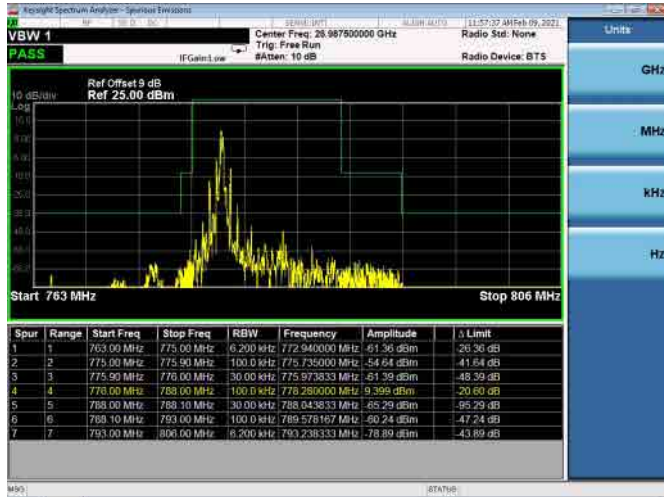 Keysight Spectrum Analyzer - Spurious Emissions
RF 50 Ω DC SENSE:INT ALIGN AUTO 11:57:37 AM Feb 09, 2021
VBW 1 Center Freq: 28.987500000 GHz Radio Std: None
Trig: Free Run
PASS IFGain:Low #Atten: 10 dB Radio Device: BTS
Units
GHz
MHz
kHz
Hz
Ref Offset 9 dB
10 dB/div Ref 25.00 dBm
Log
Start 763 MHz Stop 806 MHz
Spur Range Start Freq Stop Freq RBW Frequency Amplitude Δ Limit
1 1 763.00 MHz 775.00 MHz 6.200 kHz 772.940000 MHz -61.36 dBm -26.36 dB
2 2 775.00 MHz 775.90 MHz 100.0 kHz 775.735000 MHz -54.64 dBm -41.64 dB
3 3 775.90 MHz 776.00 MHz 30.00 kHz 775.973833 MHz -61.39 dBm -48.39 dB
4 4 776.00 MHz 788.00 MHz 100.0 kHz 778.280000 MHz 9.399 dBm -20.60 dB
5 5 788.00 MHz 788.10 MHz 30.00 kHz 788.043833 MHz -65.29 dBm -95.29 dB
6 6 788.10 MHz 793.00 MHz 100.0 kHz 789.578167 MHz -60.24 dBm -47.24 dB
7 7 793.00 MHz 806.00 MHz 6.200 kHz 793.238333 MHz -78.89 dBm -43.89 dB
MSG STATUS